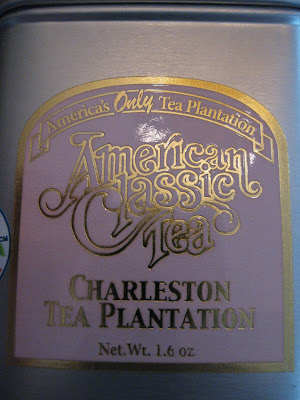 America's Only Tea Plantation
American
Classic
Tea
CHARLESTON
TEA PLANTATION
Net.Wt. 1.6 oz